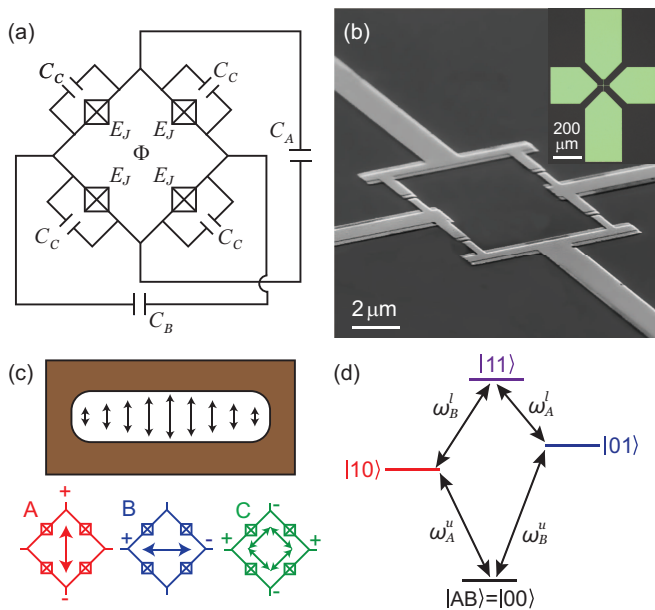 (a)
C_C
C_C
E_J
E_J
C_A
Φ
E_J
E_J
C_C
C_C
C_B
(b)
200
μm
2 μm
(c)
A
+
-
B
+
-
C
-
+
+
-
(d)
|11⟩
ω_B^l
ω_A^l
|10⟩
|01⟩
ω_A^u
ω_B^u
|AB⟩=|00⟩